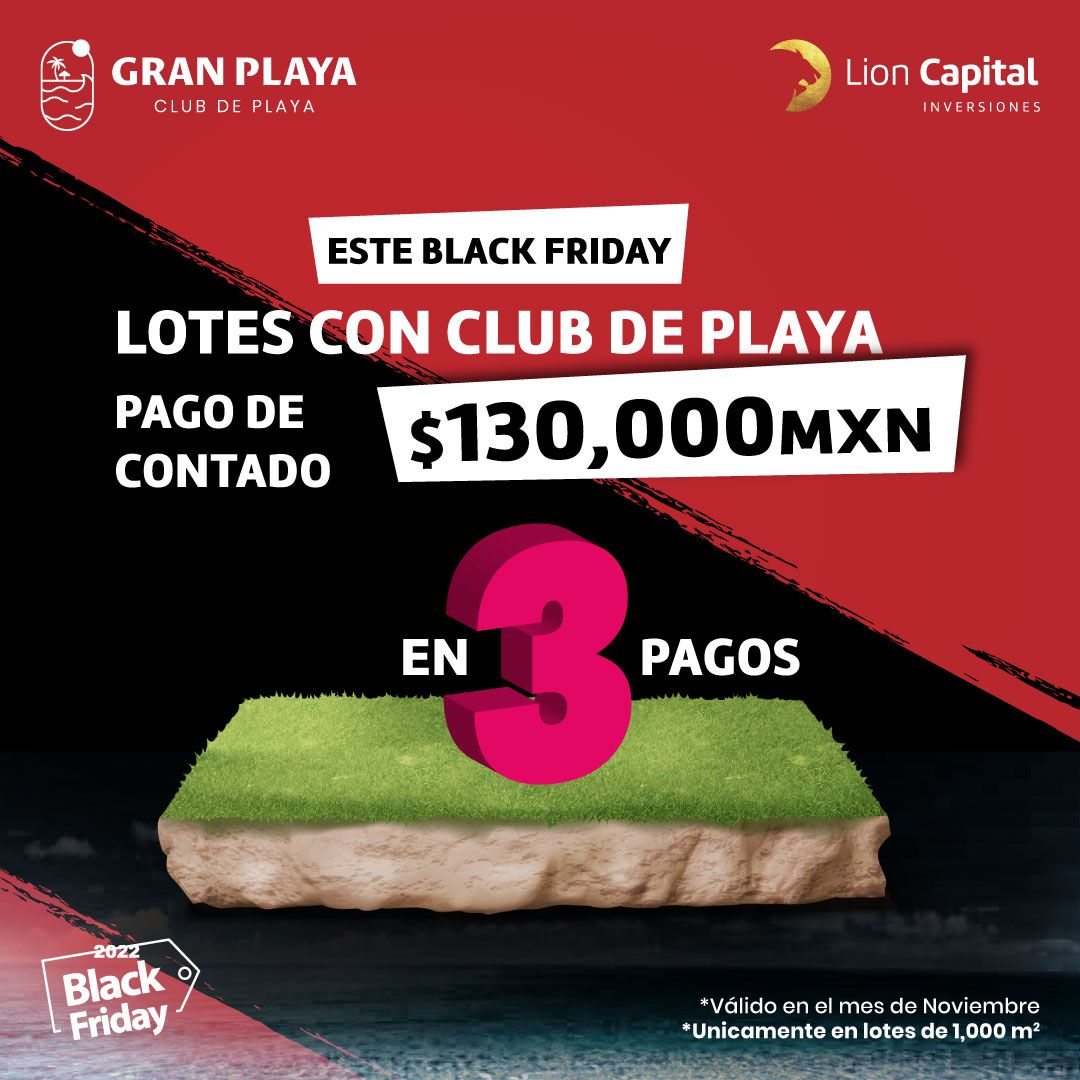 GRAN PLAYA
CLUB DE PLAYA
Lion Capital
INVERSIONES
ESTE BLACK FRIDAY
LOTES CON CLUB DE PLAYA
PAGO DE
CONTADO
$130,000MXN
EN 3 PAGOS
2022
Black
Friday
*Válido en el mes de Noviembre
*Unicamente en lotes de 1,000 m²